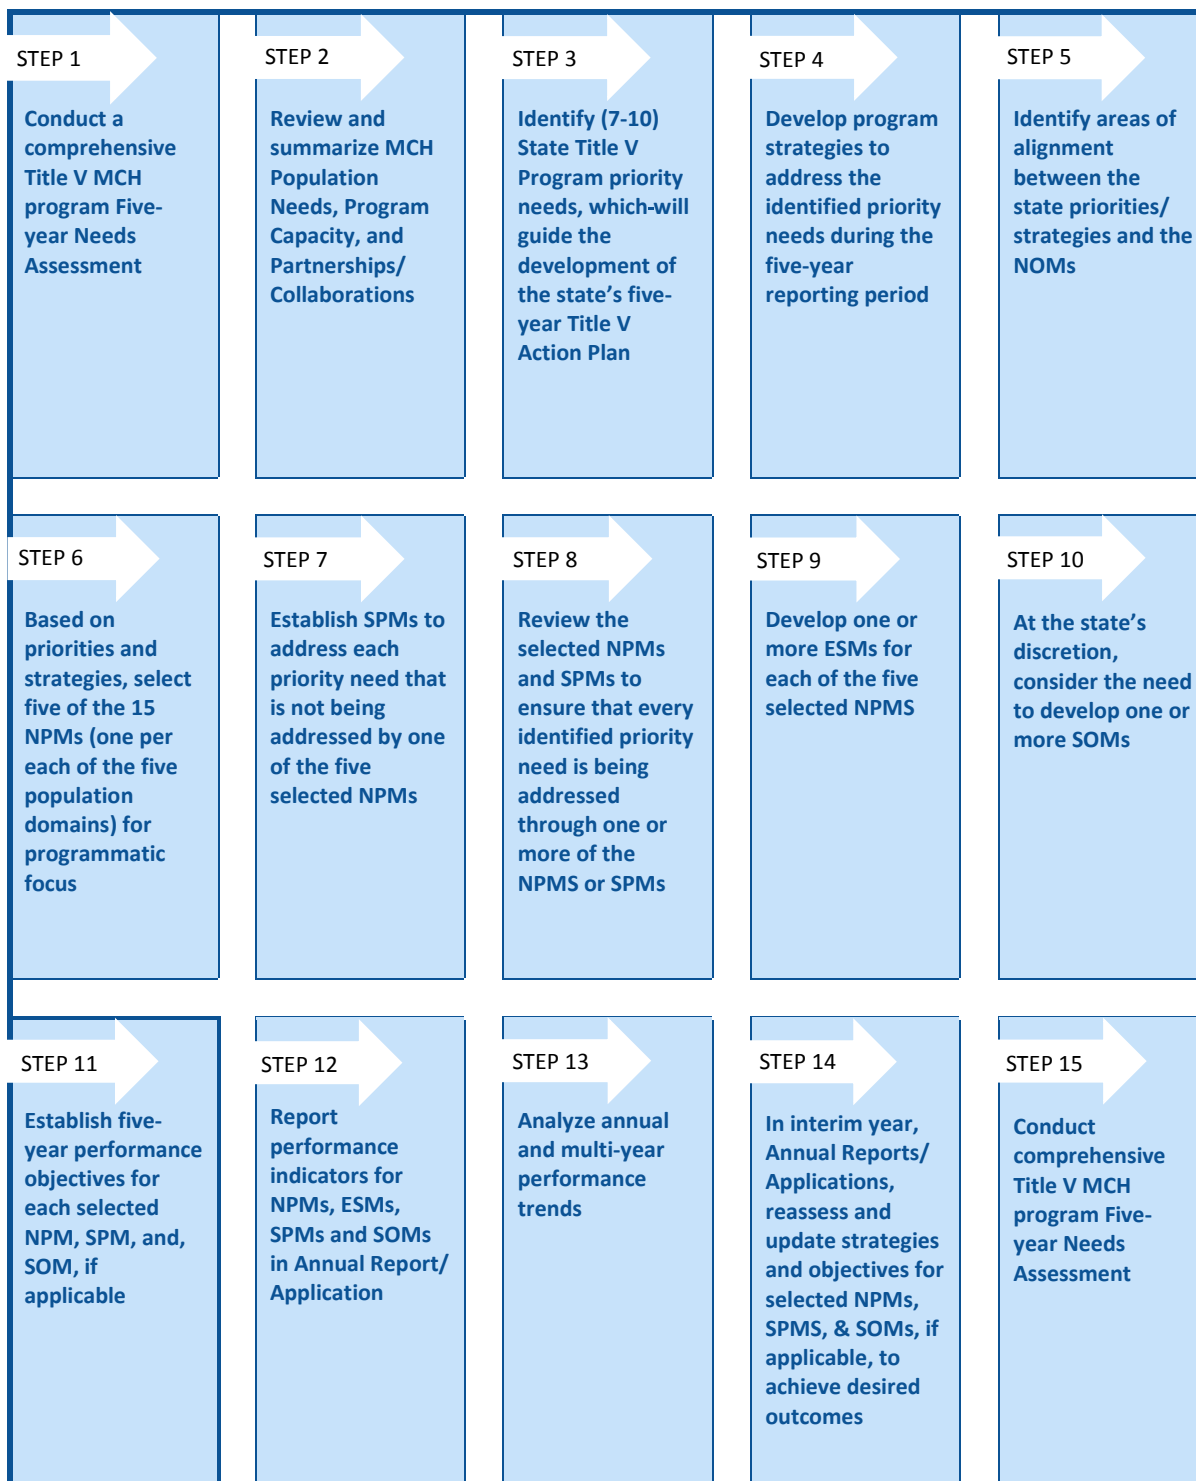 STEP 1
Conduct a
comprehensive
Title V MCH
program Five-
year Needs
Assessment
STEP 2
Review and
summarize MCH
Population
Needs, Program
Capacity, and
Partnerships/
Collaborations
STEP 3
Identify (7-10)
State Title V
Program priority
needs, which-will
guide the
development of
the state’s five-
year Title V
Action Plan
STEP 4
Develop program
strategies to
address the
identified priority
needs during the
five-year
reporting period
STEP 5
Identify areas of
alignment
between the
state priorities/
strategies and the
NOMs
STEP 6
Based on
priorities and
strategies, select
five of the 15
NPMs (one per
each of the five
population
domains) for
programmatic
focus
STEP 7
Establish SPMs to
address each
priority need that
is not being
addressed by one
of the five
selected NPMs
STEP 8
Review the
selected NPMs
and SPMs to
ensure that every
identified priority
need is being
addressed
through one or
more of the
NPMS or SPMs
STEP 9
Develop one or
more ESMs for
each of the five
selected NPMS
STEP 10
At the state’s
discretion,
consider the need
to develop one or
more SOMs
STEP 11
Establish five-
year performance
objectives for
each selected
NPM, SPM, and,
SOM, if
applicable
STEP 12
Report
performance
indicators for
NPMs, ESMs,
SPMs and SOMs
in Annual Report/
Application
STEP 13
Analyze annual
and multi-year
performance
trends
STEP 14
In interim year,
Annual Reports/
Applications,
reassess and
update strategies
and objectives for
selected NPMs,
SPMS, & SOMs, if
applicable, to
achieve desired
outcomes
STEP 15
Conduct
comprehensive
Title V MCH
program Five-
year Needs
Assessment